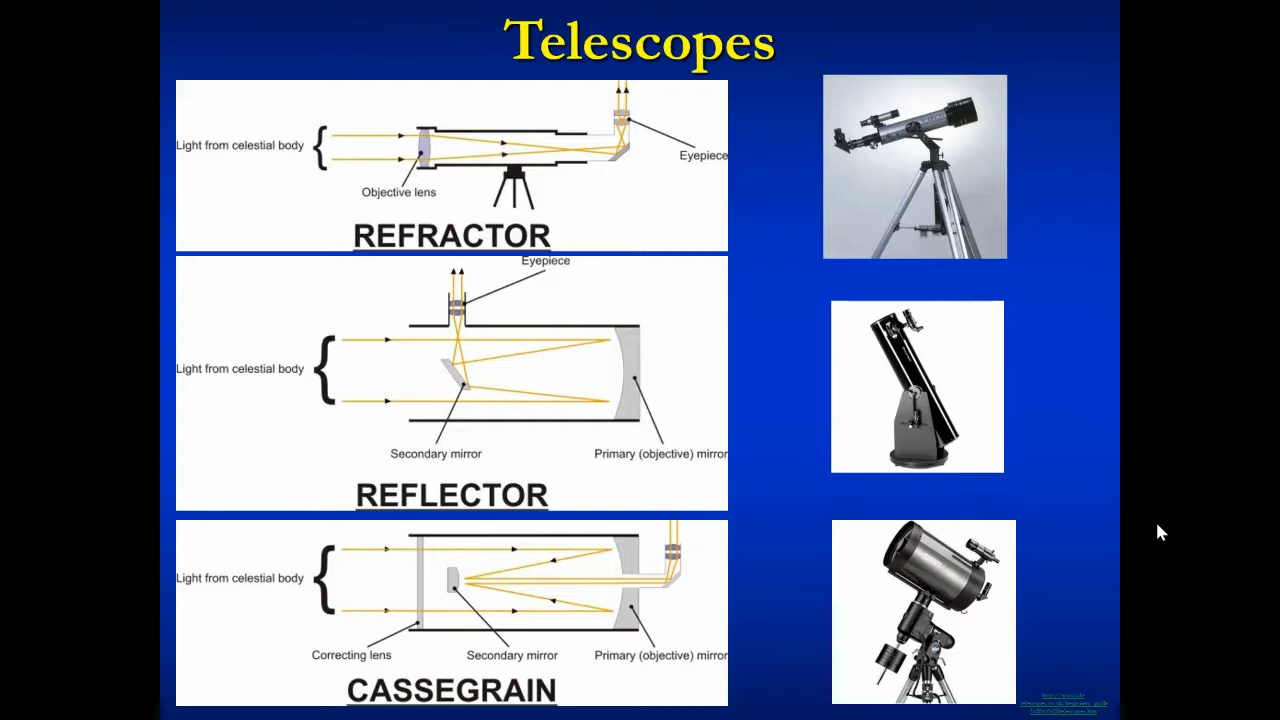 Telescopes
Light from celestial body
Eyepiece
Objective lens
REFRACTOR
Eyepiece
Light from celestial body
Secondary mirror
Primary (objective) mirror
REFLECTOR
Light from celestial body
Correcting lens
Secondary mirror
Primary (objective) mirror
CASSEGRAIN